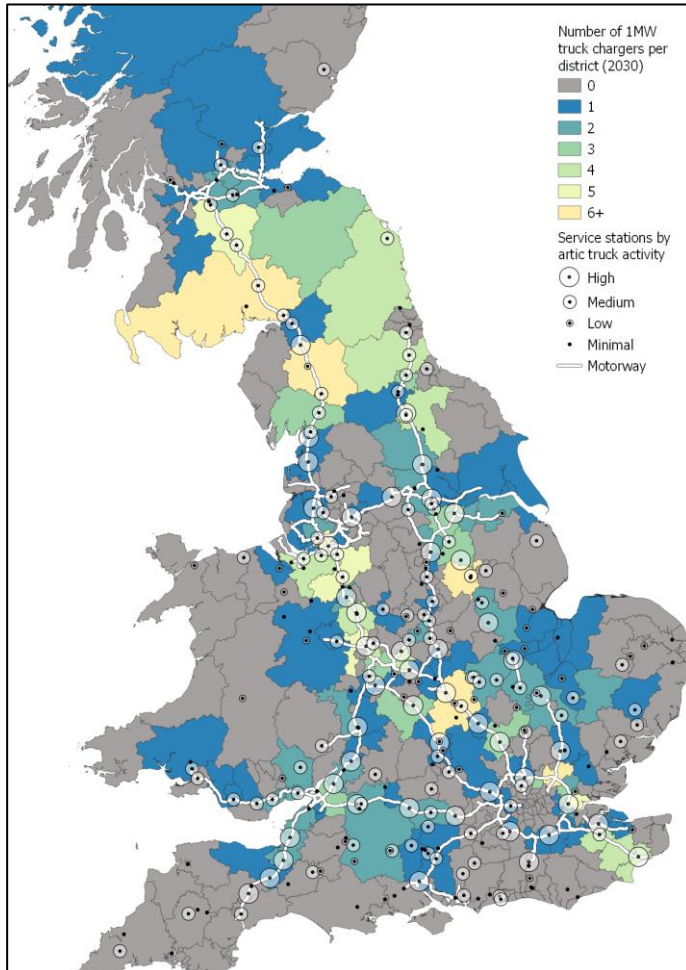 Number of 1MW
truck chargers per
district (2030)
0
1
2
3
4
5
6+
Service stations by
artic truck activity
High
Medium
Low
Minimal
Motorway